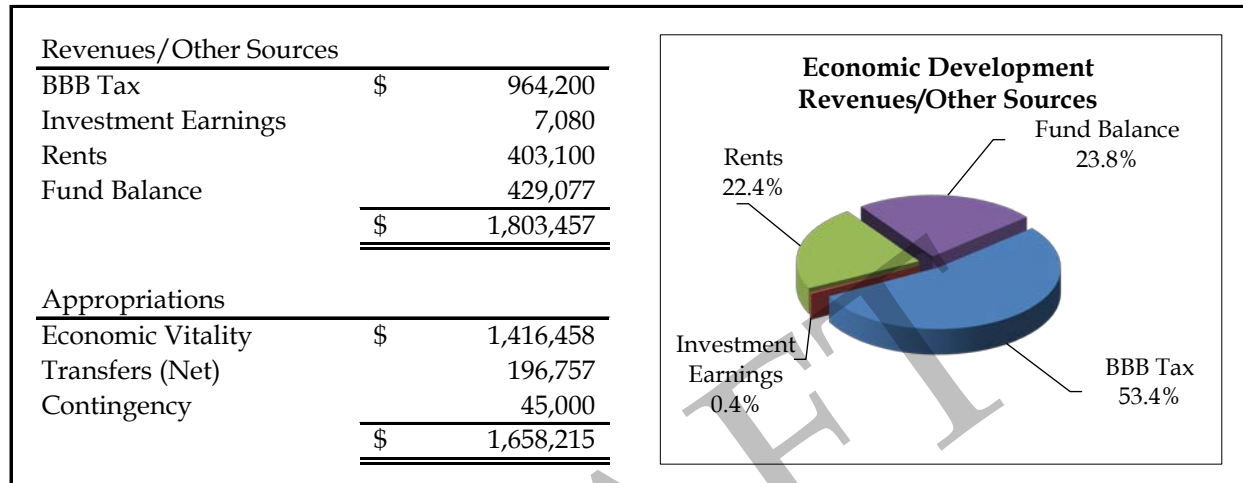 Revenues/Other Sources
BBB Tax $ 964,200
Investment Earnings 7,080
Rents 403,100
Fund Balance 429,077
$ 1,803,457
Appropriations
Economic Vitality $ 1,416,458
Transfers (Net) 196,757
Contingency 45,000
$ 1,658,215
Economic Development
Revenues/Other Sources
Fund Balance
23.8%
Rents
22.4%
Investment
Earnings
0.4%
BBB Tax
53.4%